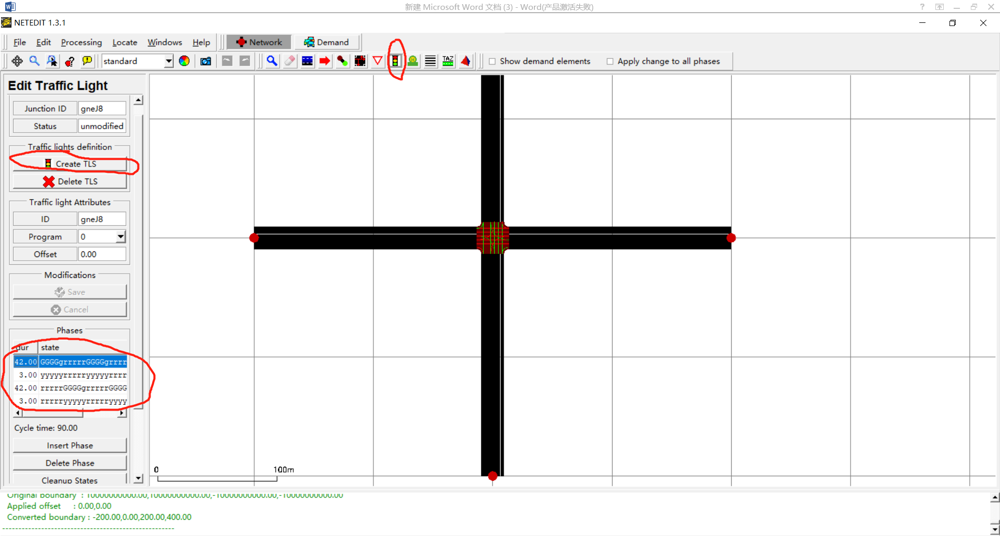 新建 Microsoft Word 文档 (3) - Word(产品激活失败)
NETEDIT 1.3.1
File Edit Processing Locate Windows Help Network Demand
standard TAZ Show demand elements Apply change to all phases
Edit Traffic Light
Junction ID gneJ8
Status unmodified
Traffic lights definition
Create TLS
Delete TLS
Traffic light Attributes
ID gneJ8
Program 0
Offset 0.00
Modifications
Save
Cancel
Phases
dur state
42.00 GGGGgrrrrrGGGGgrrrr
3.00 yyyyyrrrrryyyyyrrrr
42.00 rrrrrGGGGgrrrrrGGGG
3.00 rrrrryyyyyrrrrryyyy
Cycle time: 90.00
Insert Phase
Delete Phase
Cleanup States
0 100m
Original boundary : 10000000000.00,10000000000.00,-10000000000.00,-10000000000.00
Applied offset : 0.00,0.00
Converted boundary : -200.00,0.00,200.00,400.00